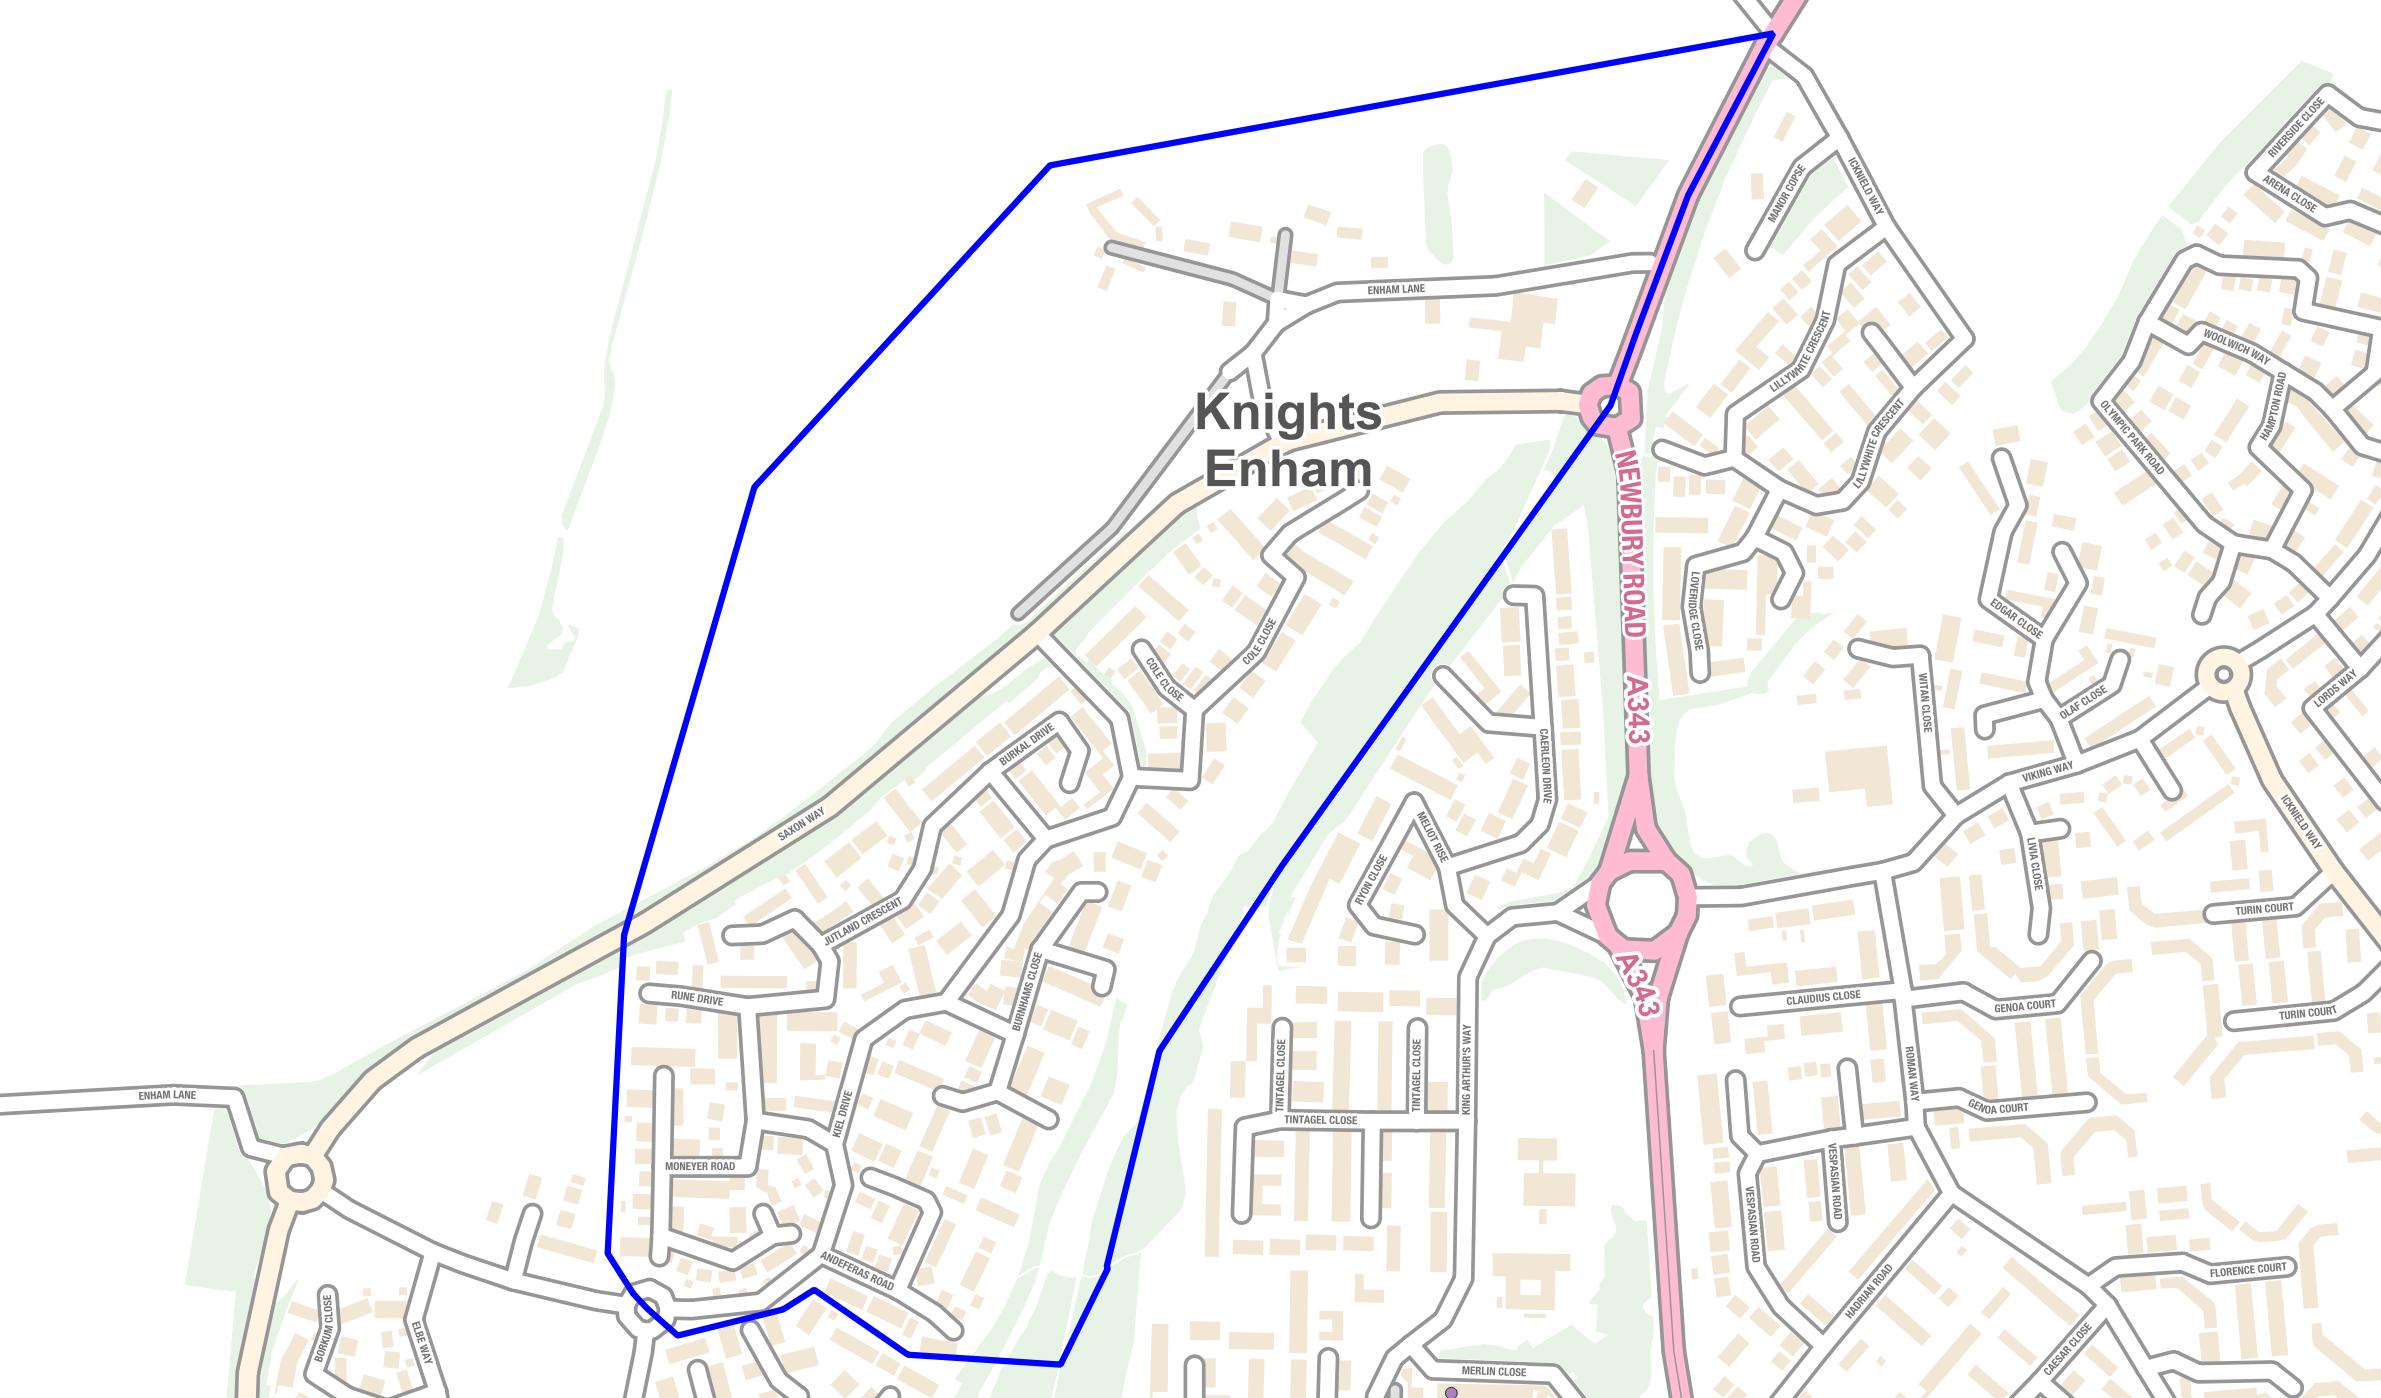 RIVERSIDE CLOSE
ARENA CLOSE
ICKNIELD WAY
MANOR COPSE
ENHAM LANE
LILLYWHITE CRESCENT
WOOLWICH WAY
HAMPTON ROAD
OLYMPIC PARK ROAD
LILLYWHITE CRESCENT
Knights
Enham
NEWBURY ROAD
A343
LOVERIDGE CLOSE
EDGAR CLOSE
COLE CLOSE
COLE CLOSE
WITAN CLOSE
OLAF CLOSE
LORDS WAY
BURKAL DRIVE
CAERLEON DRIVE
VIKING WAY
ICKNIELD WAY
SAXON WAY
MELIOT RISE
RYON CLOSE
LIVIA CLOSE
JUTLAND CRESCENT
TURIN COURT
BURNHAMS CLOSE
A343
RUNE DRIVE
CLAUDIUS CLOSE
GENOA COURT
TURIN COURT
TINTAGEL CLOSE
TINTAGEL CLOSE
KING ARTHUR'S WAY
ROMAN WAY
ENHAM LANE
KIEL DRIVE
TINTAGEL CLOSE
GENOA COURT
MONEYER ROAD
VESPASIAN ROAD
VESPASIAN ROAD
ANDEFERAS ROAD
HADRIAN ROAD
FLORENCE COURT
BORKUM CLOSE
ELBE WAY
CAESAR CLOSE
MERLIN CLOSE